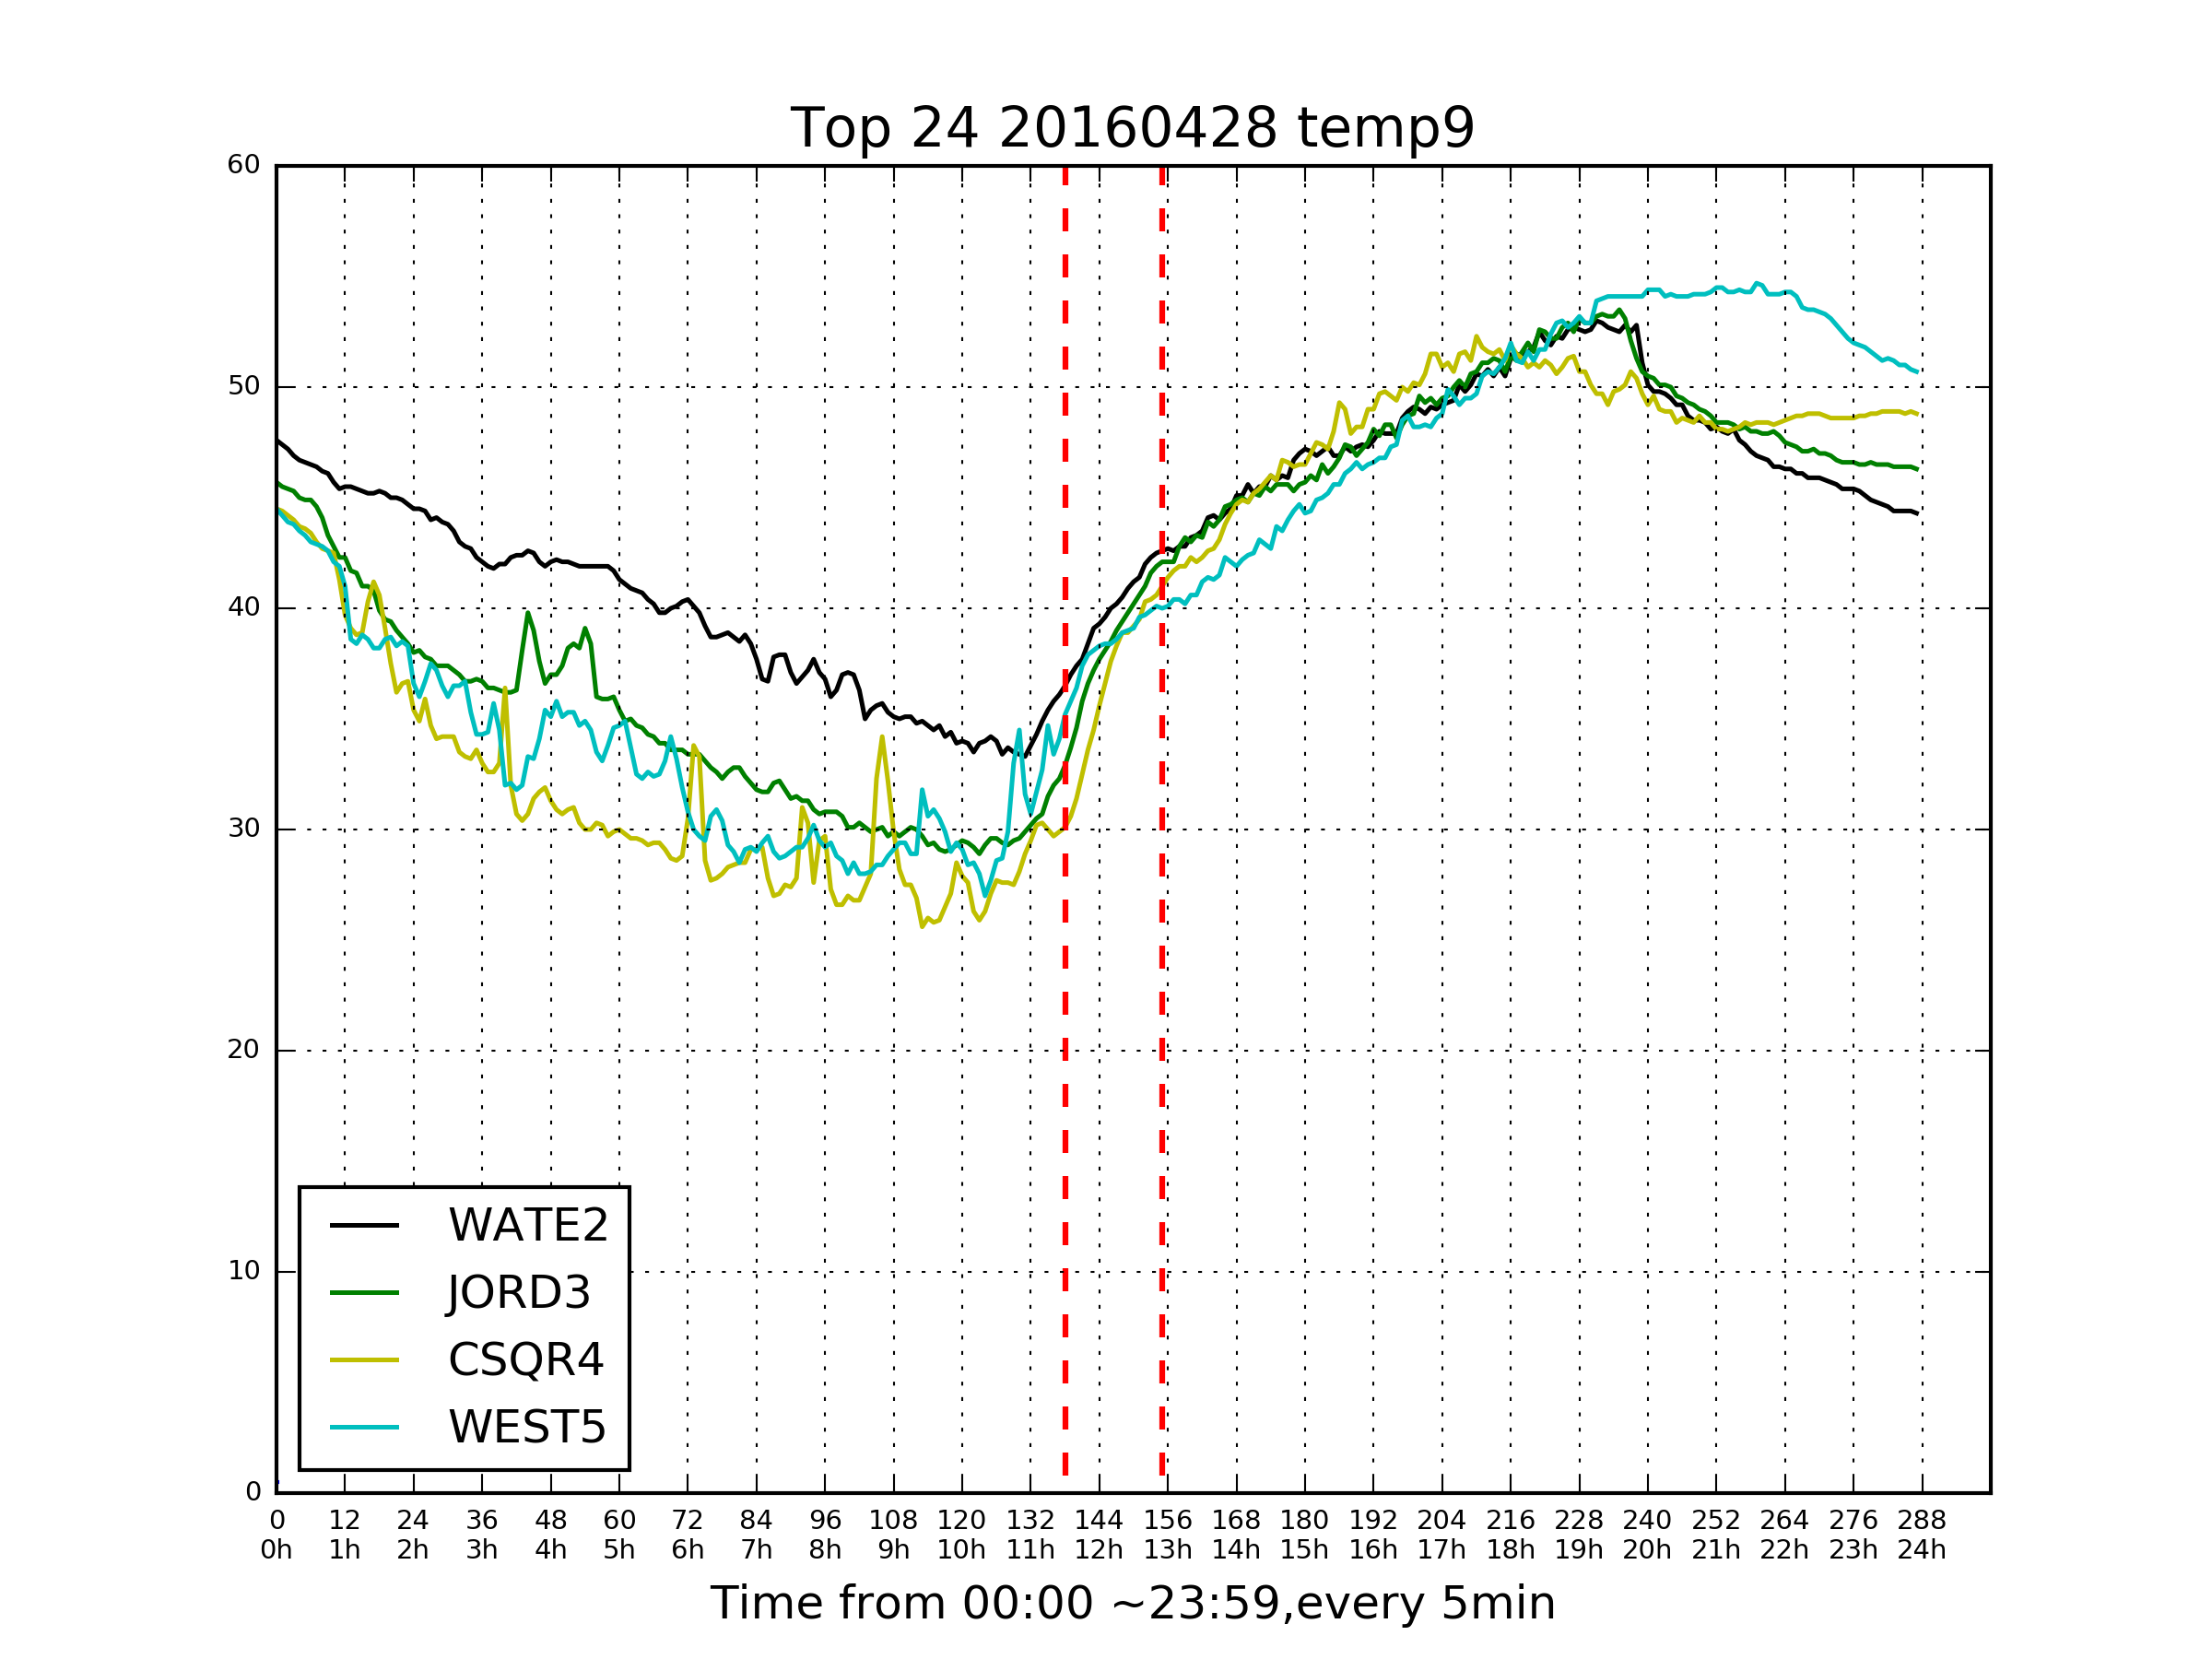 Top 24 20160428 temp9
60
50
40
30
20
10
0
WATE2
JORD3
CSQR4
WEST5
0 12 24 36 48 60 72 84 96 108 120 132 144 156 168 180 192 204 216 228 240 252 264 276 288
0h 1h 2h 3h 4h 5h 6h 7h 8h 9h 10h 11h 12h 13h 14h 15h 16h 17h 18h 19h 20h 21h 22h 23h 24h
Time from 00:00 ~23:59,every 5min